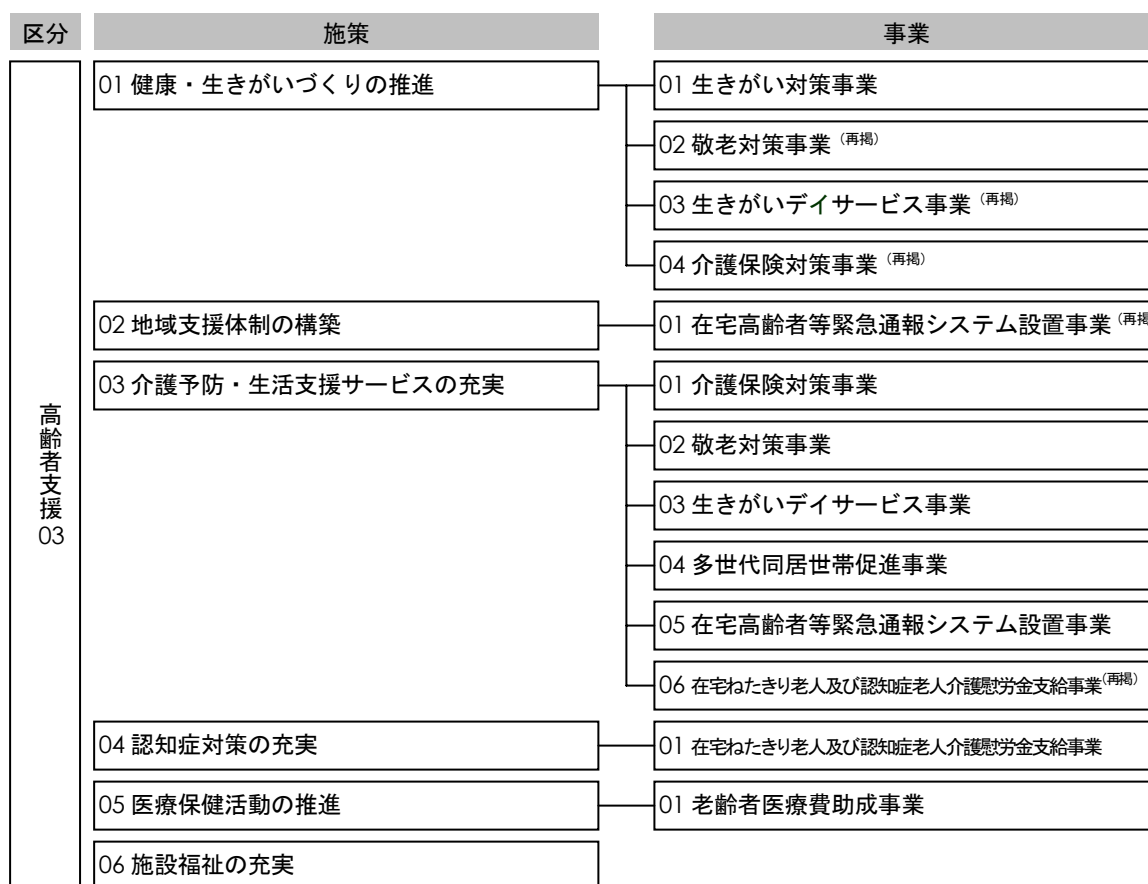 区分 施策 事業
高齢者支援 03
01 健康・生きがいづくりの推進
01 生きがい対策事業
02 敬老対策事業 (再掲)
03 生きがいデイサービス事業 (再掲)
04 介護保険対策事業 (再掲)
02 地域支援体制の構築
01 在宅高齢者等緊急通報システム設置事業 (再掲
03 介護予防・生活支援サービスの充実
01 介護保険対策事業
02 敬老対策事業
03 生きがいデイサービス事業
04 多世代同居世帯促進事業
05 在宅高齢者等緊急通報システム設置事業
06 在宅ねたきり老人及び認知症老人介護慰労金支給事業(再掲)
04 認知症対策の充実
01 在宅ねたきり老人及び認知症老人介護慰労金支給事業
05 医療保健活動の推進
01 老齢者医療費助成事業
06 施設福祉の充実